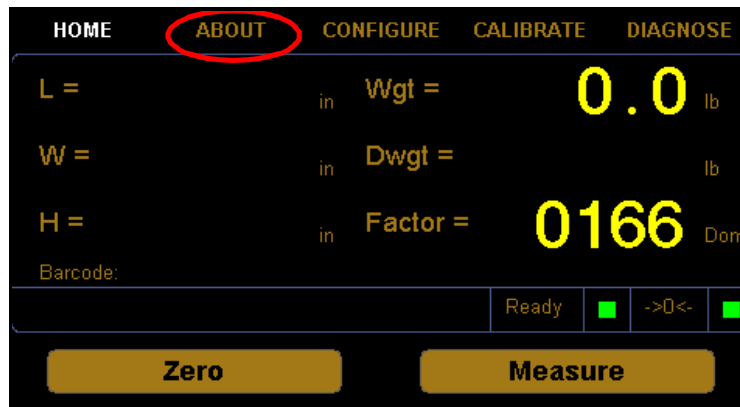 HOME ABOUT CONFIGURE CALIBRATE DIAGNOSE
L = in Wgt = 0.0 lb
W = in Dwgt = lb
H = in Factor = 0166 Dom
Barcode:
Ready ->0<-
Zero Measure